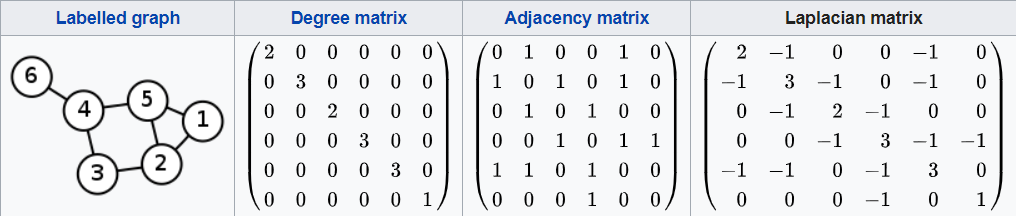 Labelled graph Degree matrix Adjacency matrix Laplacian matrix
6
4
5
1
3
2
2 0 0 0 0 0
0 3 0 0 0 0
0 0 2 0 0 0
0 0 0 3 0 0
0 0 0 0 3 0
0 0 0 0 0 1
0 1 0 0 1 0
1 0 1 0 1 0
0 1 0 1 0 0
0 0 1 0 1 1
1 1 0 1 0 0
0 0 0 1 0 0
2 −1 0 0 −1 0
−1 3 −1 0 −1 0
0 −1 2 −1 0 0
0 0 −1 3 −1 −1
−1 −1 0 −1 3 0
0 0 0 −1 0 1